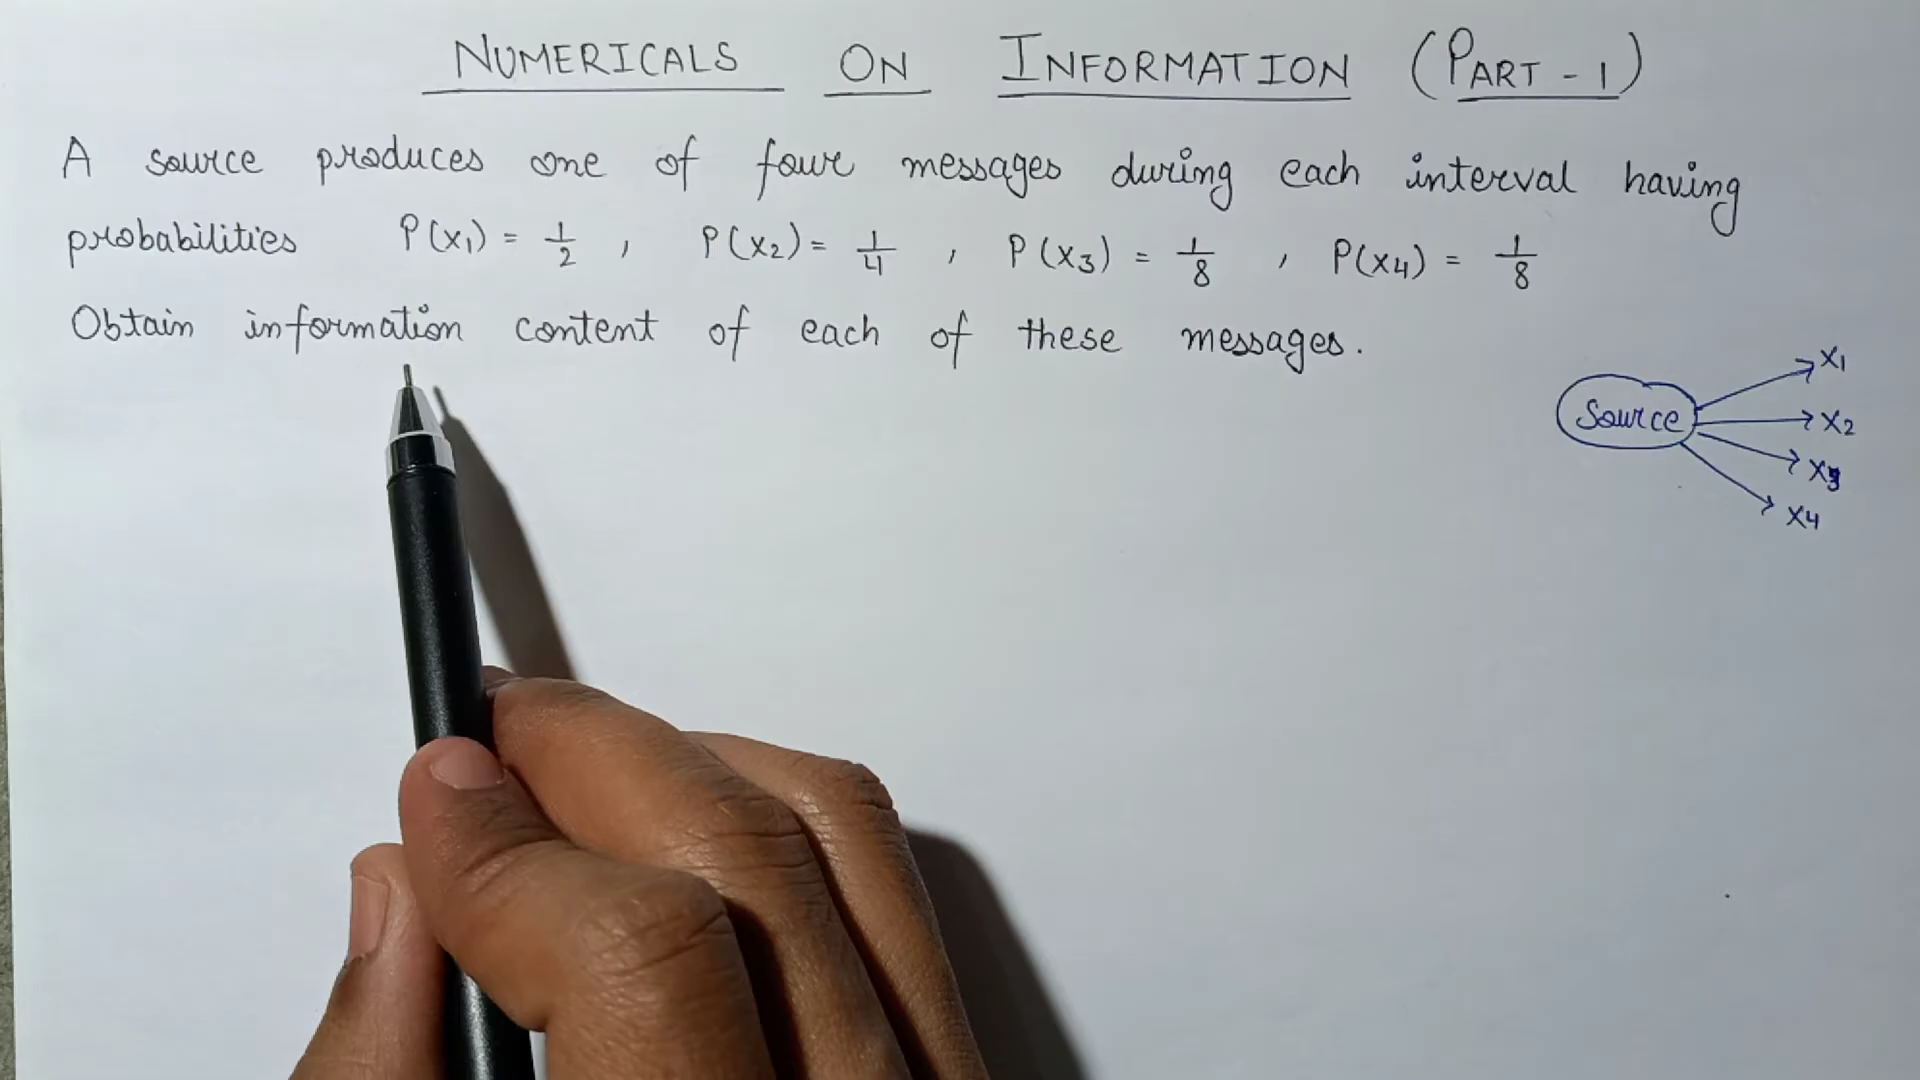 NUMERICALS ON INFORMATION (PART - 1)
A source produces one of four messages during each interval having
probabilities P(x1) = 1/2 , P(x2) = 1/4 , P(x3) = 1/8 , P(x4) = 1/8
Obtain information content of each of these messages.
Source
x1
x2
x3
x4